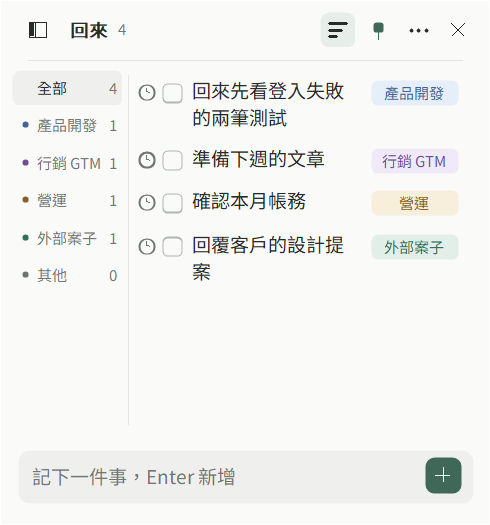 回來 4
全部 4
產品開發 1
行銷 GTM 1
營運 1
外部案子 1
其他 0
回來先看登入失敗
的兩筆測試
產品開發
準備下週的文章
行銷 GTM
確認本月帳務
營運
回覆客戶的設計提
案
外部案子
記下一件事，Enter 新增